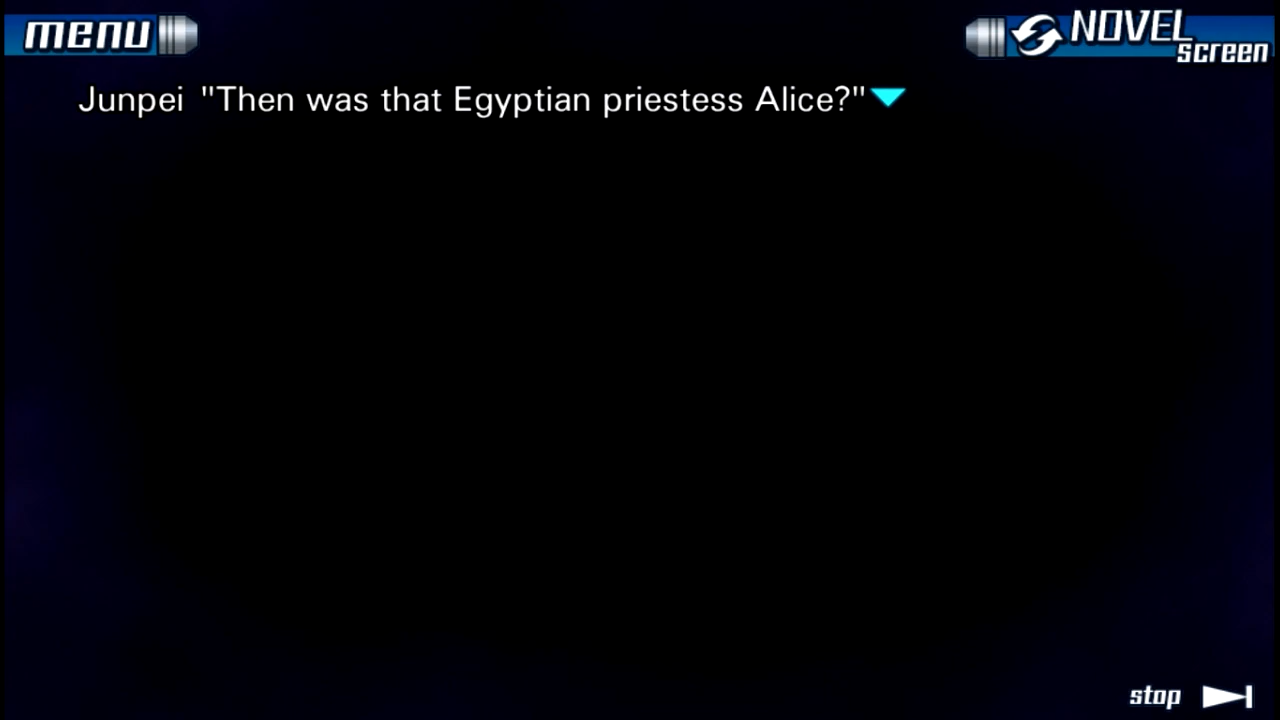 menu
NOVEL
screen
Junpei "Then was that Egyptian priestess Alice?"
stop